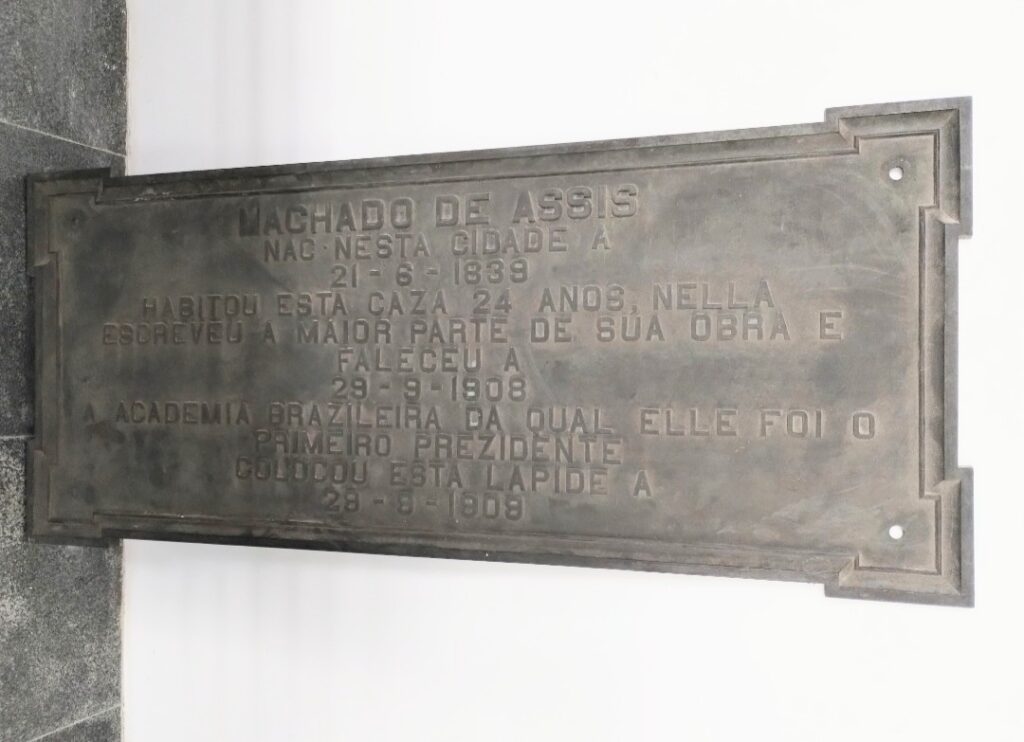 MACHADO DE ASSIS
NAC·NESTA CIDADE A
21-6-1839
HABITOU ESTA CAZA 24 ANOS, NELLA
ESCREVEU A MAIOR PARTE DE SUA OBRA E
FALECEU A
29-9-1908
A ACADEMIA BRAZILEIRA DA QUAL ELLE FOI O
PRIMEIRO PREZIDENTE
COLOCOU ESTA LAPIDE A
29-9-1909